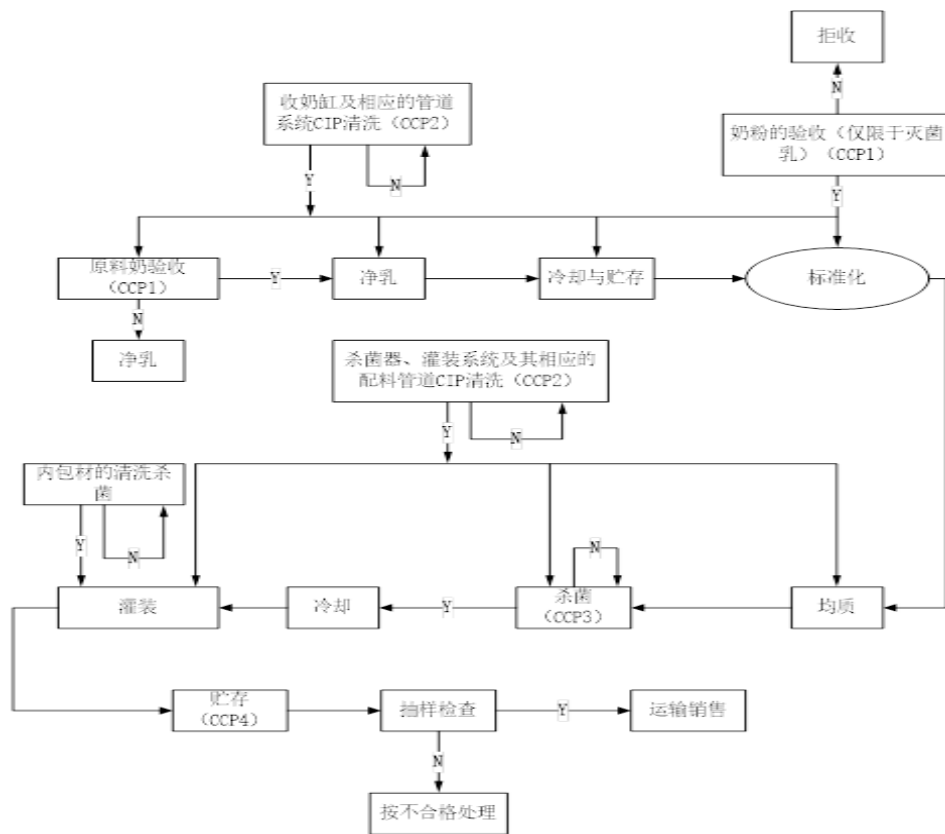 拒收
N
收奶缸及相应的管道
系统CIP清洗（CCP2）
奶粉的验收（仅限于灭菌
乳）（CCP1）
Y
N
Y
原料奶验收
（CCP1）
Y
净乳
冷却与贮存
标准化
N
净乳
杀菌器、灌装系统及其相应的
配料管道CIP清洗（CCP2）
Y
N
内包材的清洗杀
菌
Y
N
N
灌装
冷却
Y
杀菌
（CCP3）
均质
贮存
（CCP4）
抽样检查
Y
运输销售
N
按不合格处理